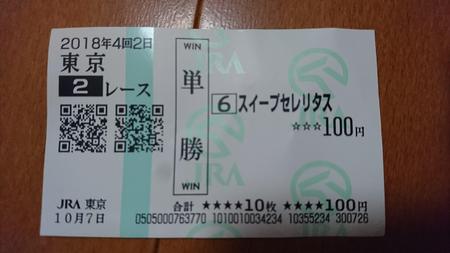 2018年4回2日
東京
2レース
JRA 東京
10月7日
WIN
単
勝
WIN
6 スイープセレリタス
☆☆☆100円
合計 ★★★★10枚 ★★★★100円
0505000763770 1010010034234 10355234 300726
JRA
JRA